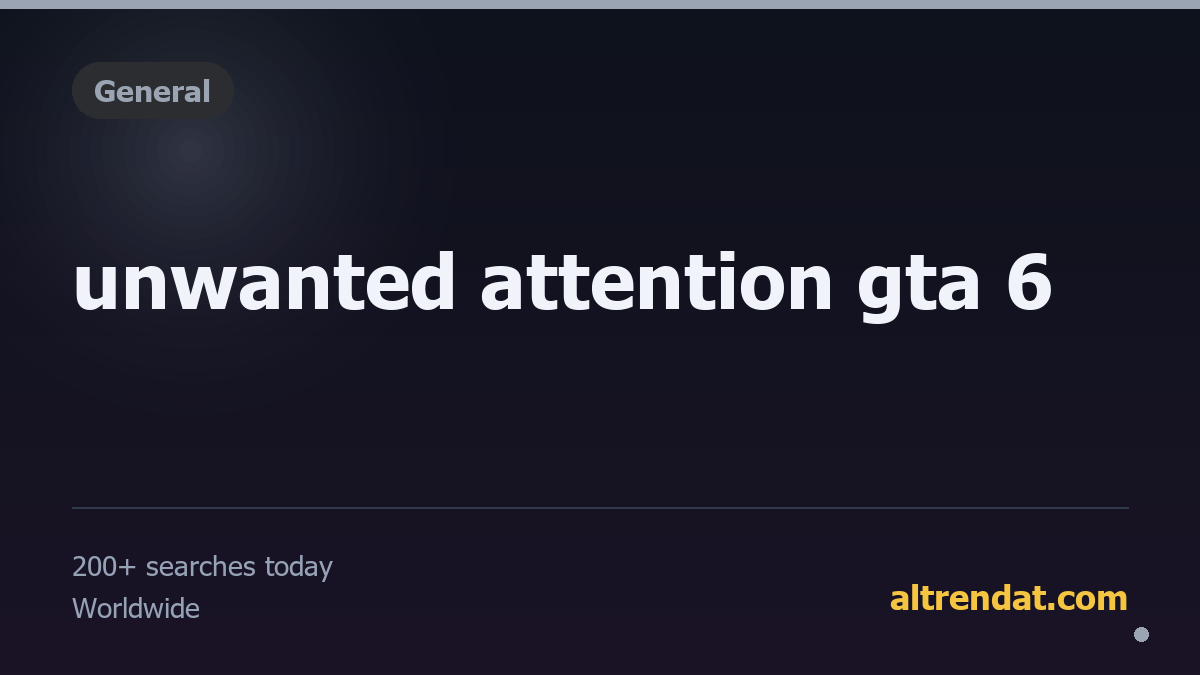 General
unwanted attention gta 6
200+ searches today
Worldwide
altrendat.com